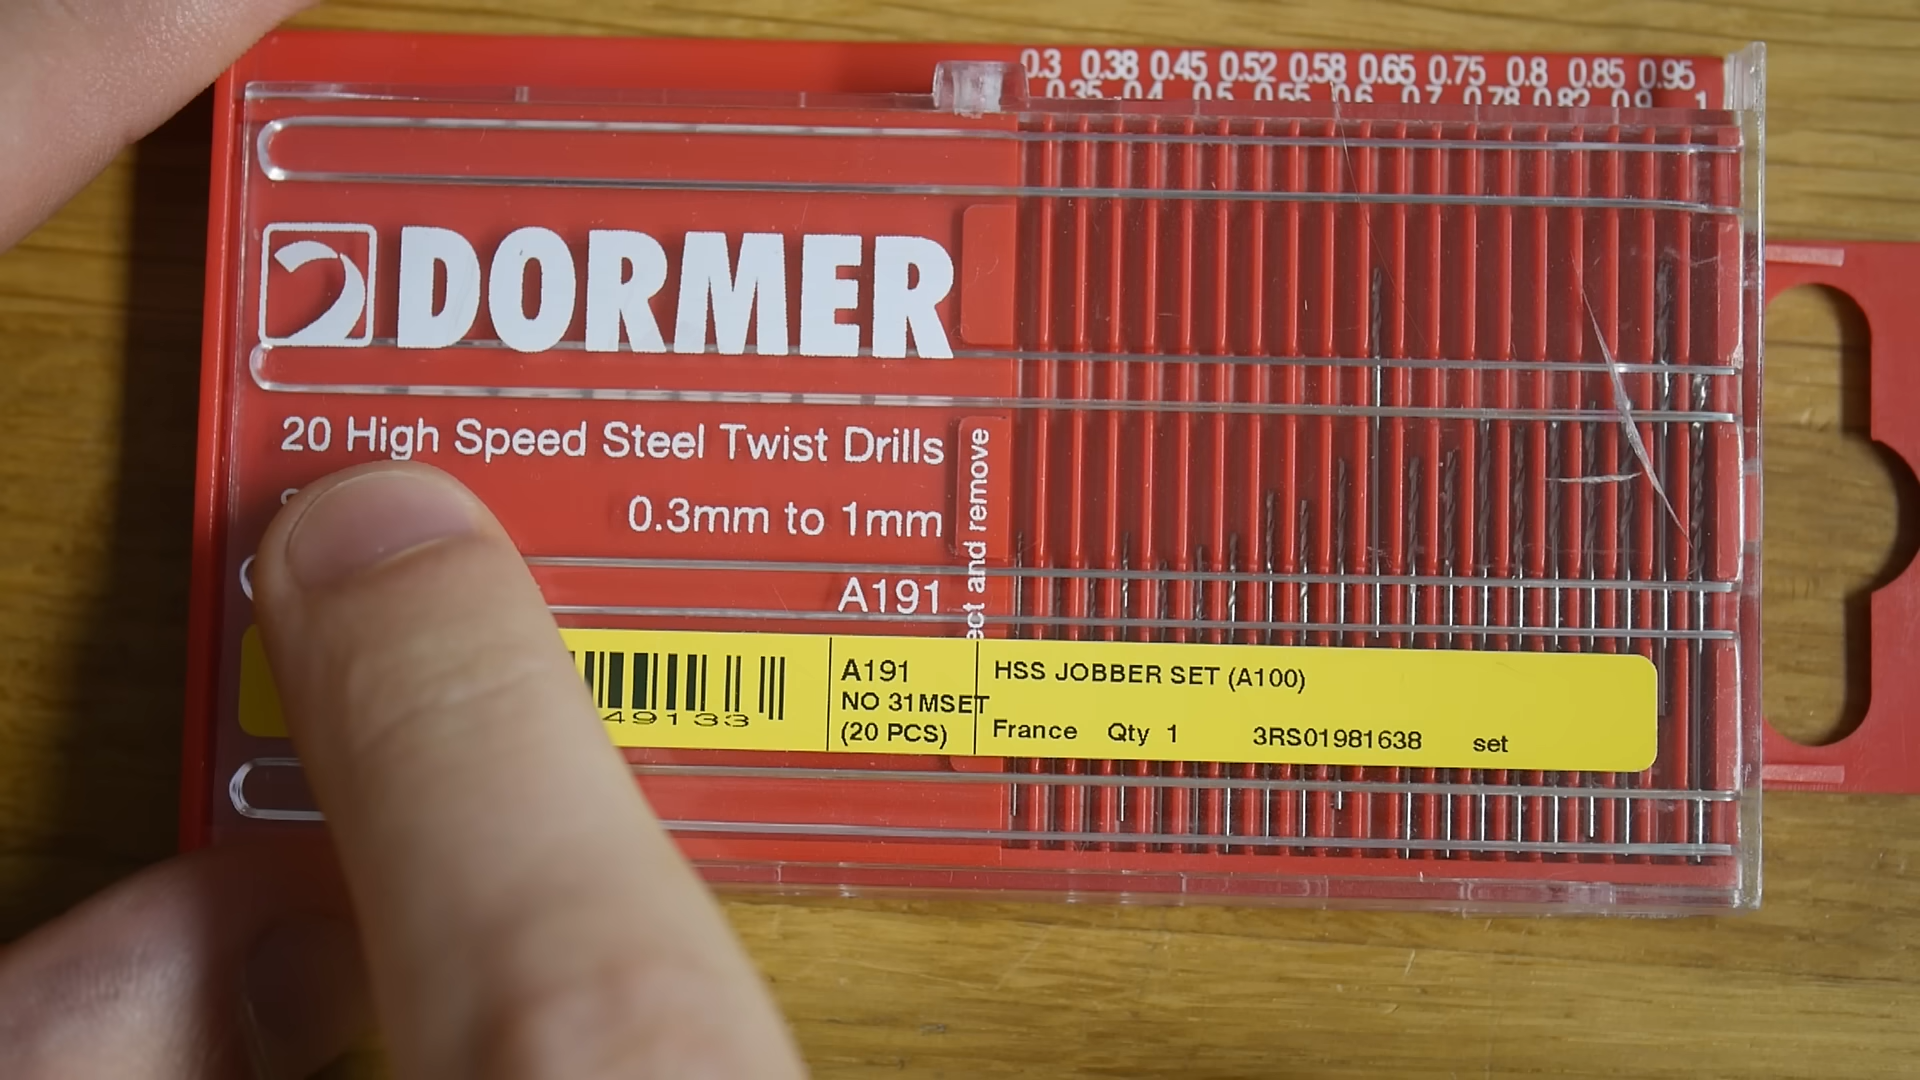 0.3 0.38 0.45 0.52 0.58 0.65 0.75 0.8 0.85 0.95
0.35 0.4 0.5 0.55 0.6 0.7 0.78 0.82 0.9 1
DORMER
20 High Speed Steel Twist Drills
0.3mm to 1mm
A191
ect and remove
49133
A191
NO 31MSET
(20 PCS)
HSS JOBBER SET (A100)
France Qty 1 3RS01981638 set